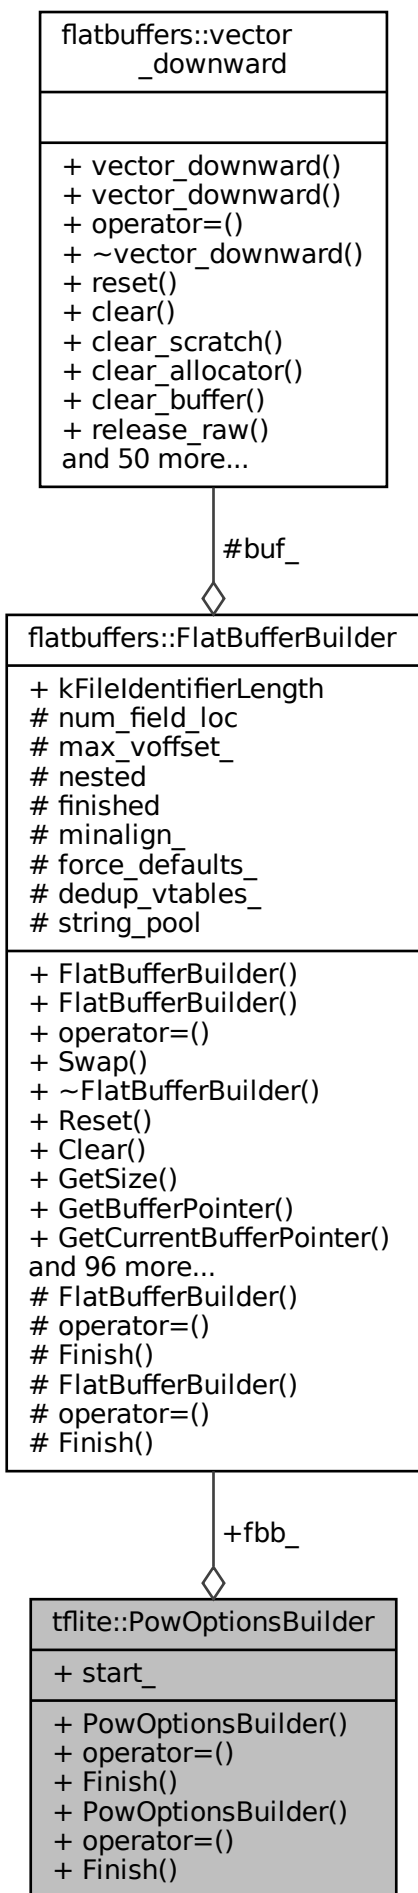 flatbuffers::vector
_downward
+ vector_downward()
+ vector_downward()
+ operator=()
+ ~vector_downward()
+ reset()
+ clear()
+ clear_scratch()
+ clear_allocator()
+ clear_buffer()
+ release_raw()
and 50 more...
#buf_
flatbuffers::FlatBufferBuilder
+ kFileIdentifierLength
# num_field_loc
# max_voffset_
# nested
# finished
# minalign_
# force_defaults_
# dedup_vtables_
# string_pool
+ FlatBufferBuilder()
+ FlatBufferBuilder()
+ operator=()
+ Swap()
+ ~FlatBufferBuilder()
+ Reset()
+ Clear()
+ GetSize()
+ GetBufferPointer()
+ GetCurrentBufferPointer()
and 96 more...
# FlatBufferBuilder()
# operator=()
# Finish()
# FlatBufferBuilder()
# operator=()
# Finish()
+fbb_
tflite::PowOptionsBuilder
+ start_
+ PowOptionsBuilder()
+ operator=()
+ Finish()
+ PowOptionsBuilder()
+ operator=()
+ Finish()